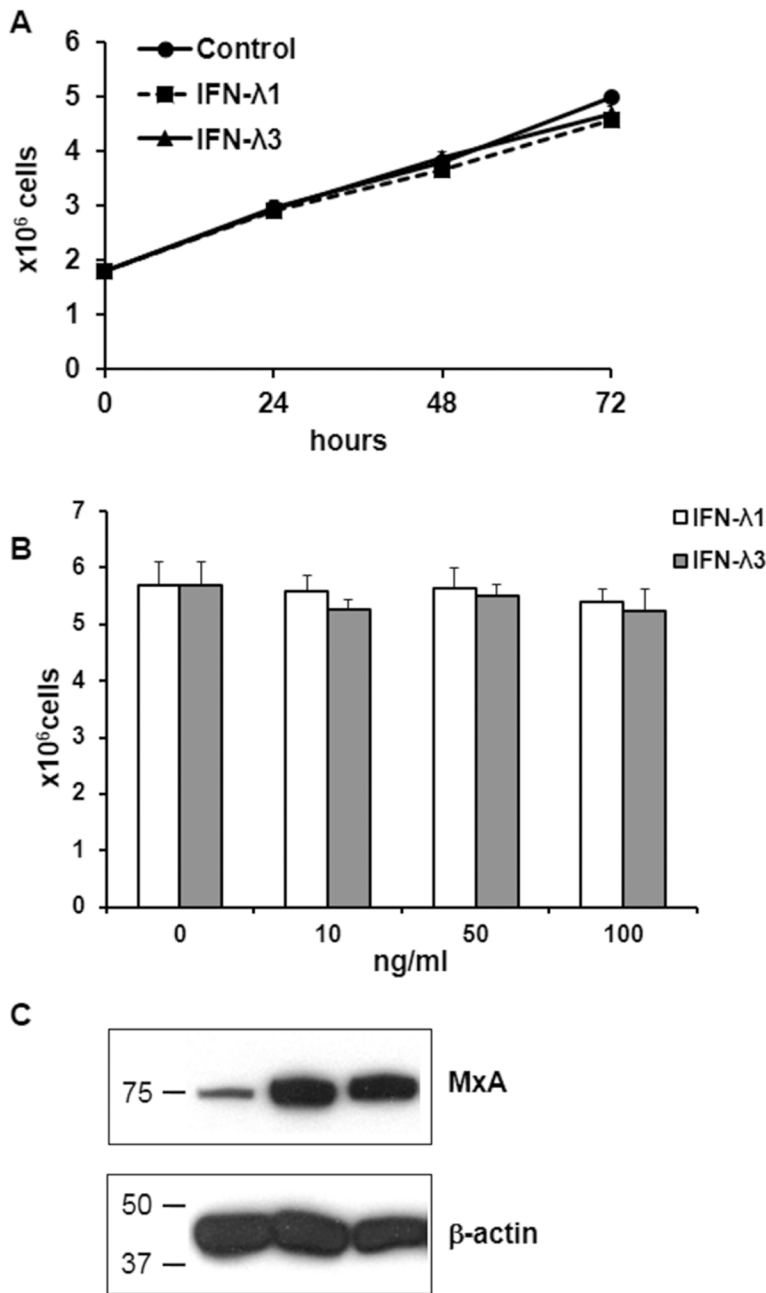 A
6
5
4
3
2
1
0
x10⁶ cells
Control
IFN-λ1
IFN-λ3
0 24 48 72
hours
B
7
6
5
4
3
2
1
0
x10⁶cells
IFN-λ1
IFN-λ3
0 10 50 100
ng/ml
C
75
MxA
50
37
β-actin